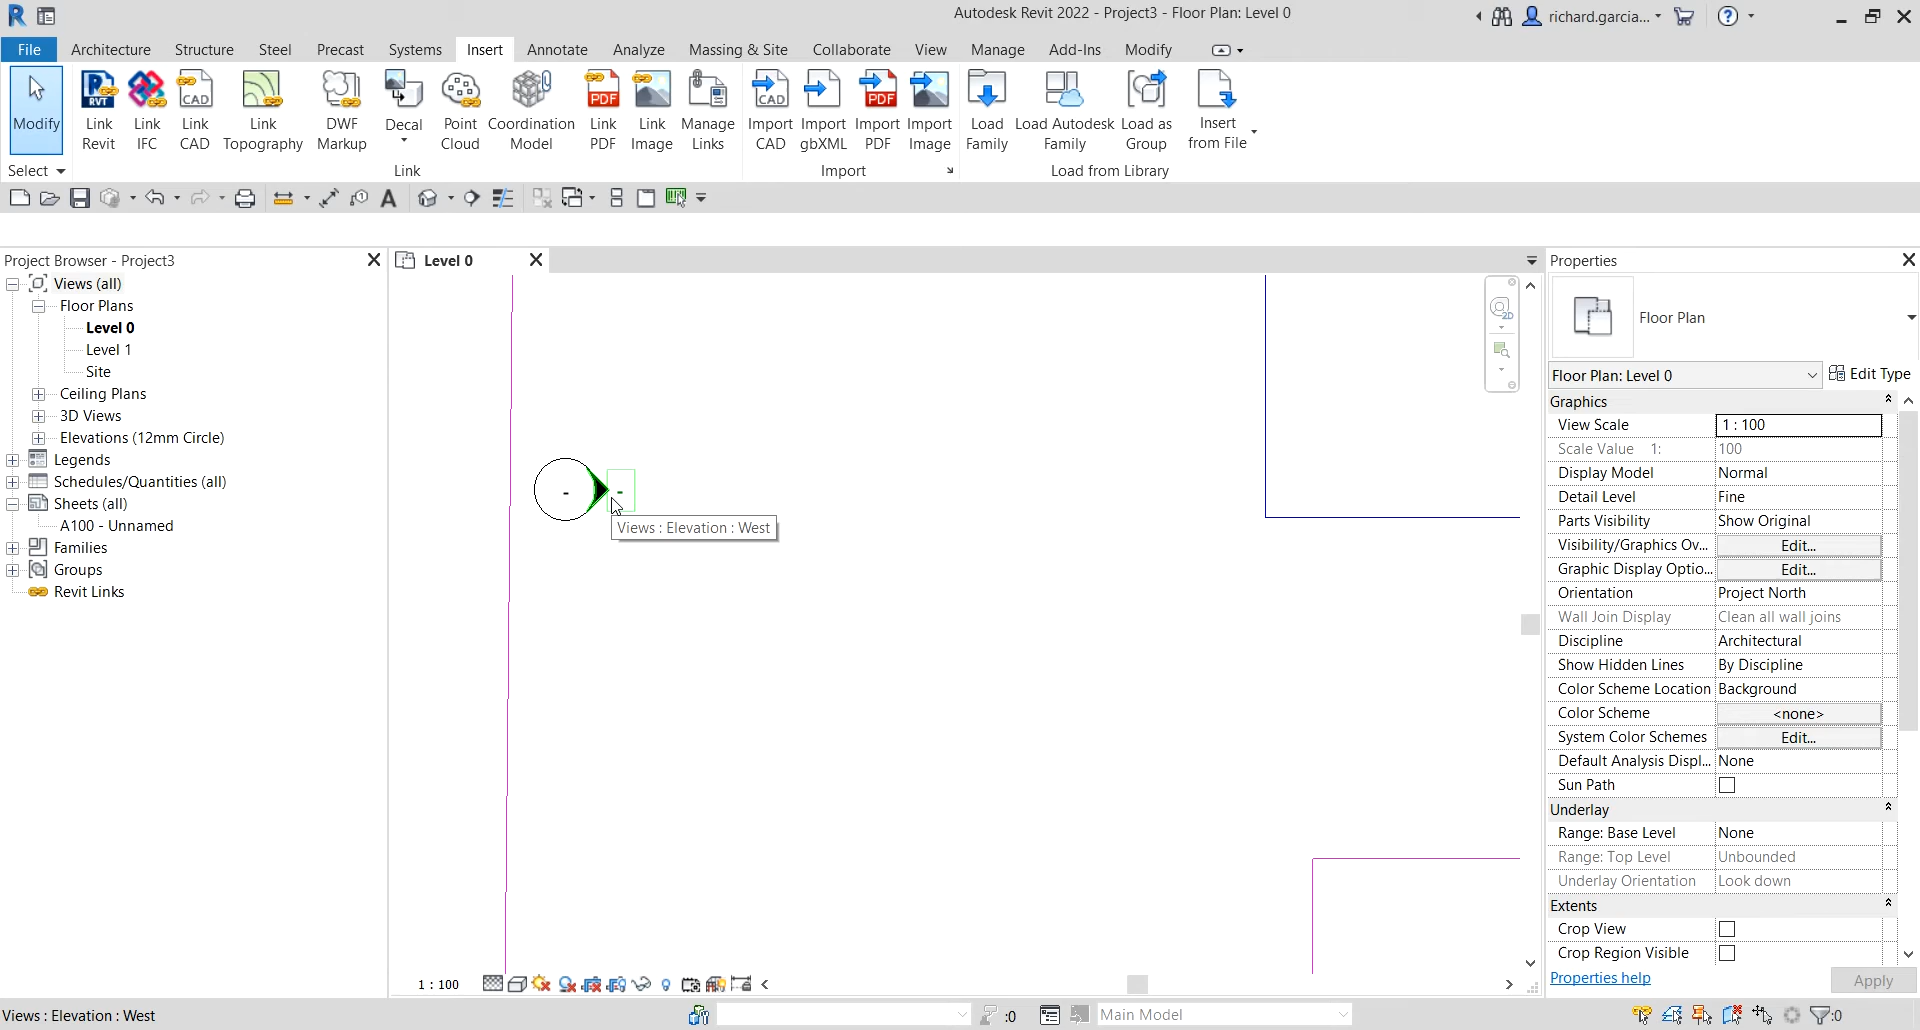 Autodesk Revit 2022 - Project3 - Floor Plan: Level 0
richard.garcia...
File Architecture Structure Steel Precast Systems Insert Annotate Analyze Massing & Site Collaborate View Manage Add-Ins Modify
Modify
Link Revit
Link IFC
Link CAD
Link Topography
DWF Markup
Decal
Point Cloud
Coordination Model
Link PDF
Link Image
Manage Links
Import CAD
Import gbXML
Import PDF
Import Image
Load Family
Load Autodesk Family
Load as Group
Insert from File
Select
Link
Import
Load from Library
Project Browser - Project3
Views (all)
Floor Plans
Level 0
Level 1
Site
Ceiling Plans
3D Views
Elevations (12mm Circle)
Legends
Schedules/Quantities (all)
Sheets (all)
A100 - Unnamed
Families
Groups
Revit Links
Level 0
2D
- -
Views : Elevation : West
1 : 100
Properties
Floor Plan
Floor Plan: Level 0
Edit Type
Graphics
View Scale 1 : 100
Scale Value 1: 100
Display Model Normal
Detail Level Fine
Parts Visibility Show Original
Visibility/Graphics Ov... Edit...
Graphic Display Optio... Edit...
Orientation Project North
Wall Join Display Clean all wall joins
Discipline Architectural
Show Hidden Lines By Discipline
Color Scheme Location Background
Color Scheme <none>
System Color Schemes Edit...
Default Analysis Displ... None
Sun Path
Underlay
Range: Base Level None
Range: Top Level Unbounded
Underlay Orientation Look down
Extents
Crop View
Crop Region Visible
Properties help
Apply
Views : Elevation : West
:0
Main Model
:0